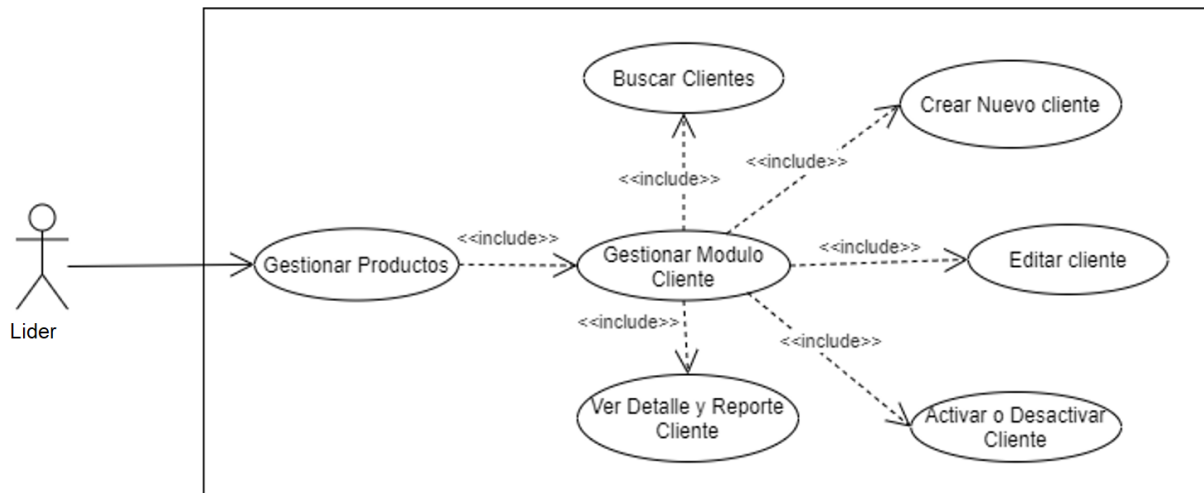 Buscar Clientes
Crear Nuevo cliente
<<include>>
<<include>>
<<include>>
Gestionar Productos
Gestionar Modulo
Cliente
<<include>>
Editar cliente
Lider
<<include>>
<<include>>
Ver Detalle y Reporte
Cliente
Activar o Desactivar
Cliente